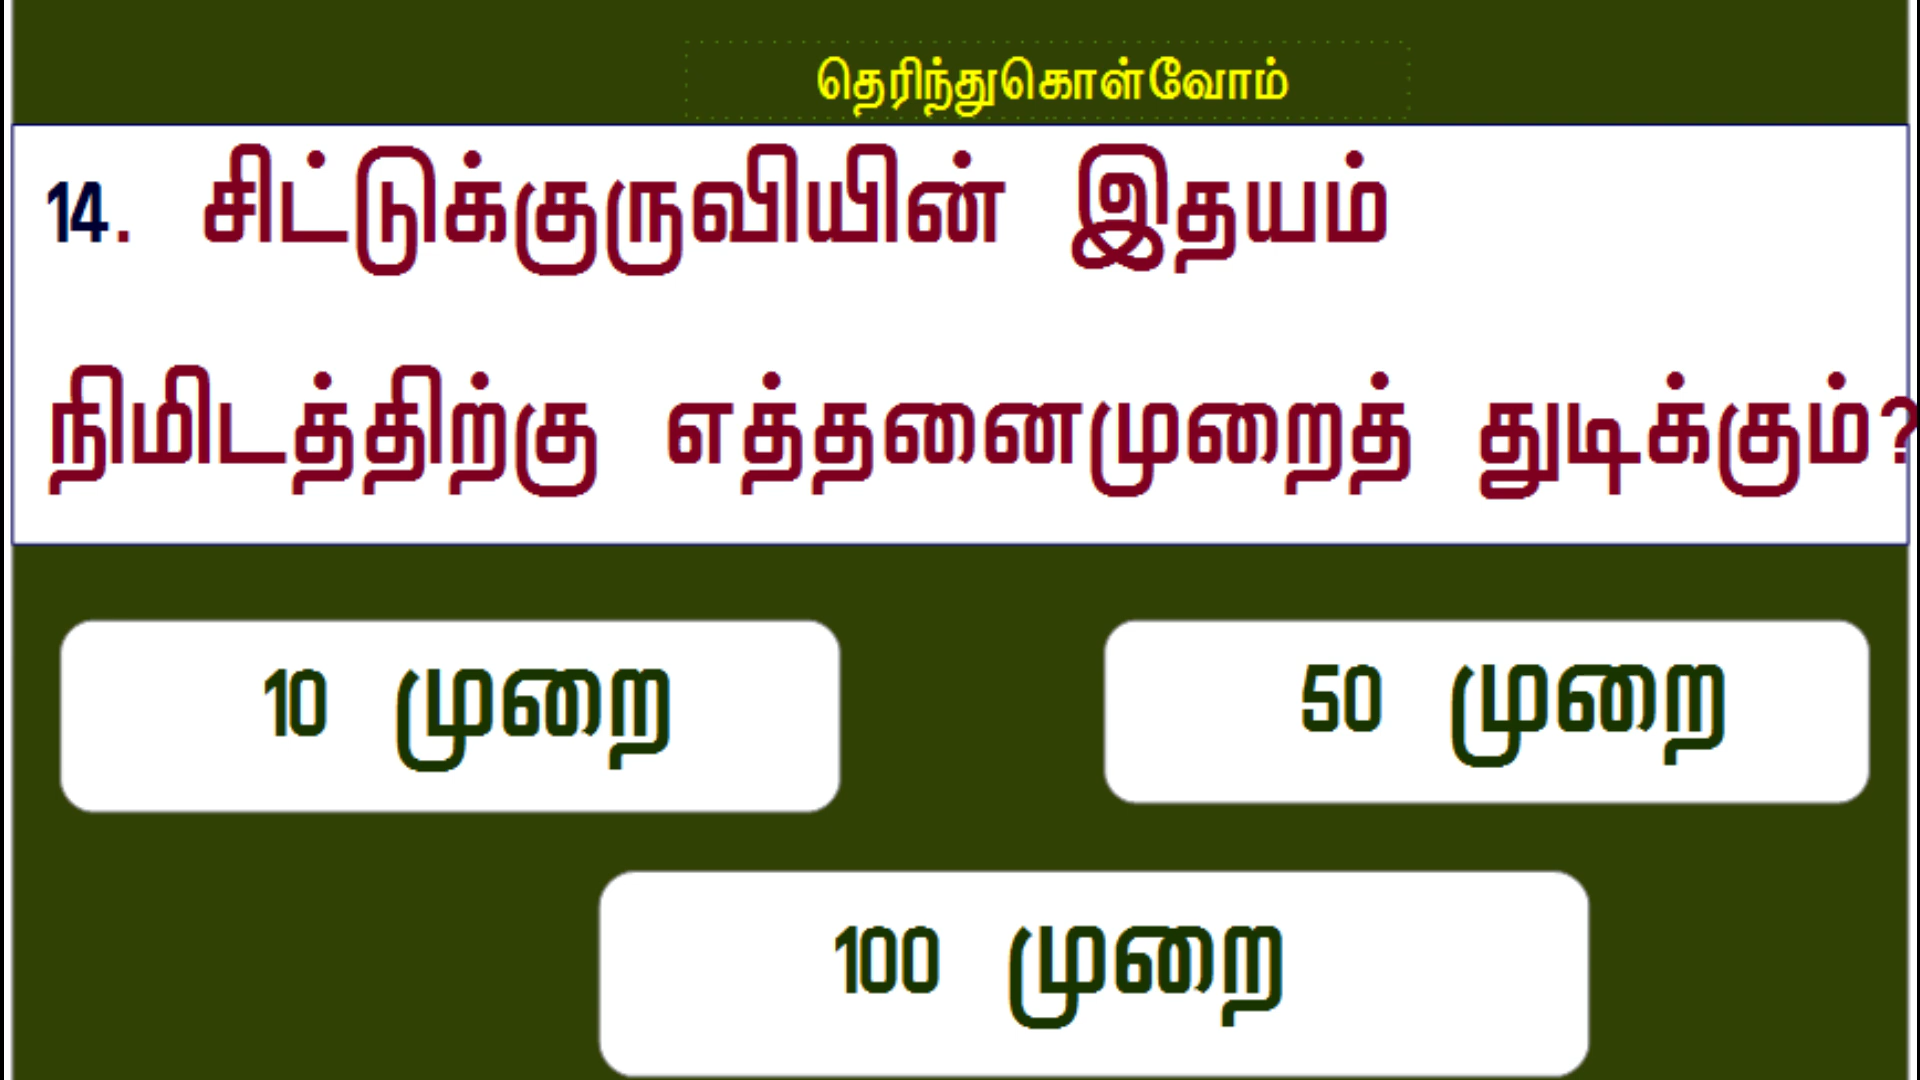 தெரிந்துகொள்வோம்
14. சிட்டுக்குருவியின் இதயம்
நிமிடத்திற்கு எத்தனைமுறைத் துடிக்கும்?
10 முறை
50 முறை
100 முறை